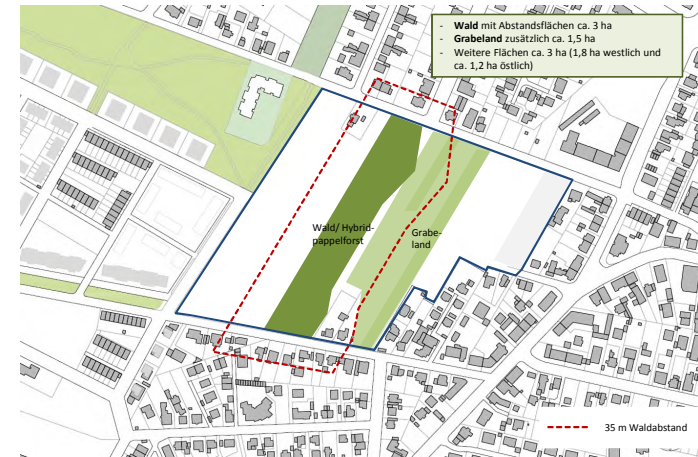 - Wald mit Abstandsflächen ca. 3 ha
- Grabeland zusätzlich ca. 1,5 ha
- Weitere Flächen ca. 3 ha (1,8 ha westlich und
ca. 1,2 ha östlich)
Wald/ Hybrid-
pappelforst
Grabe-
land
35 m Waldabstand